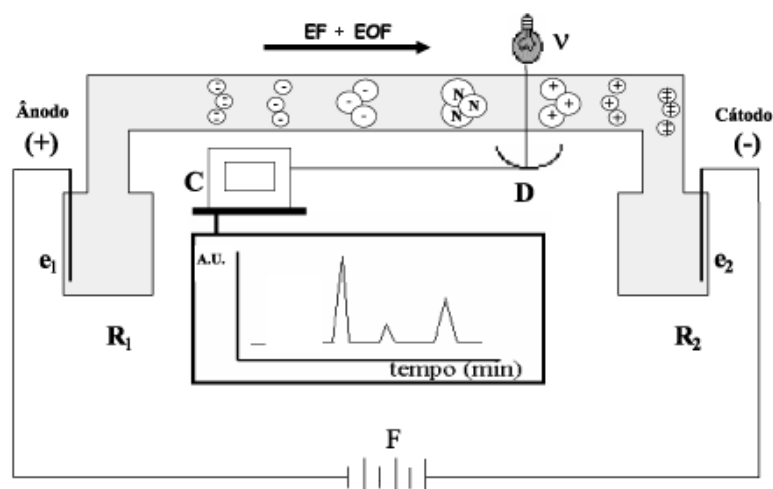 EF + EOF
ν
Ânodo
(+)
Cátodo
(-)
- - -
- - -
- - -
N N N
+ + +
+ + +
C
D
A.U.
tempo (min)
e1
e2
R1
R2
F